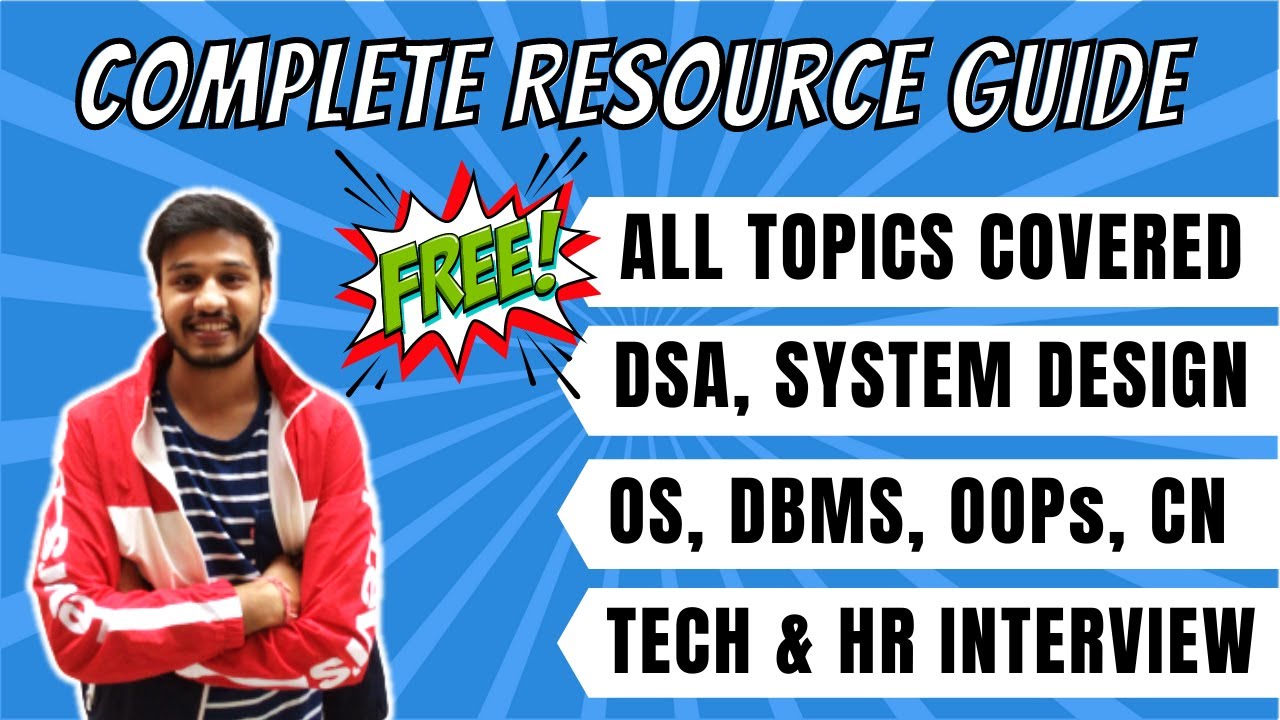 COMPLETE RESOURCE GUIDE
FREE!
ALL TOPICS COVERED
DSA, SYSTEM DESIGN
OS, DBMS, OOPs, CN
TECH & HR INTERVIEW